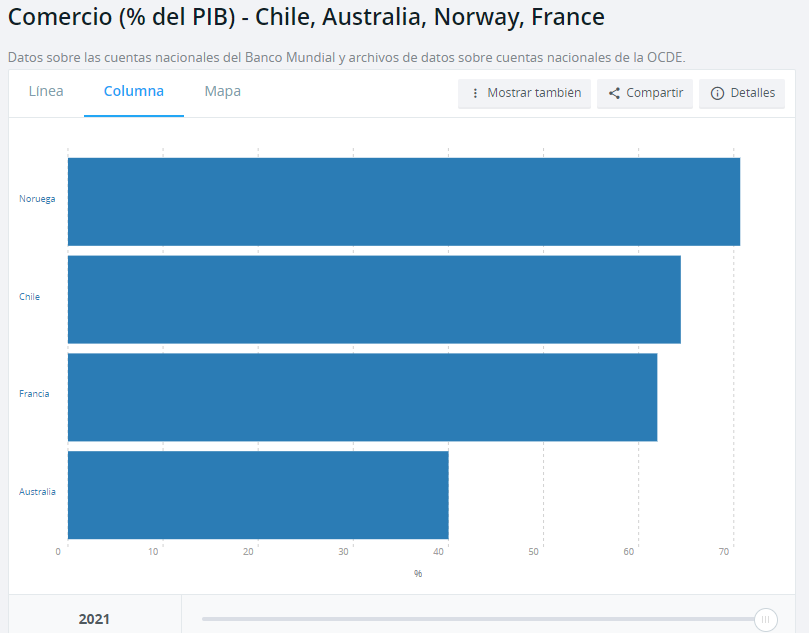 Comercio (% del PIB) - Chile, Australia, Norway, France
Datos sobre las cuentas nacionales del Banco Mundial y archivos de datos sobre cuentas nacionales de la OCDE.
Línea Columna Mapa Mostrar también Compartir Detalles
Noruega
Chile
Francia
Australia
0 10 20 30 40 50 60 70
%
2021